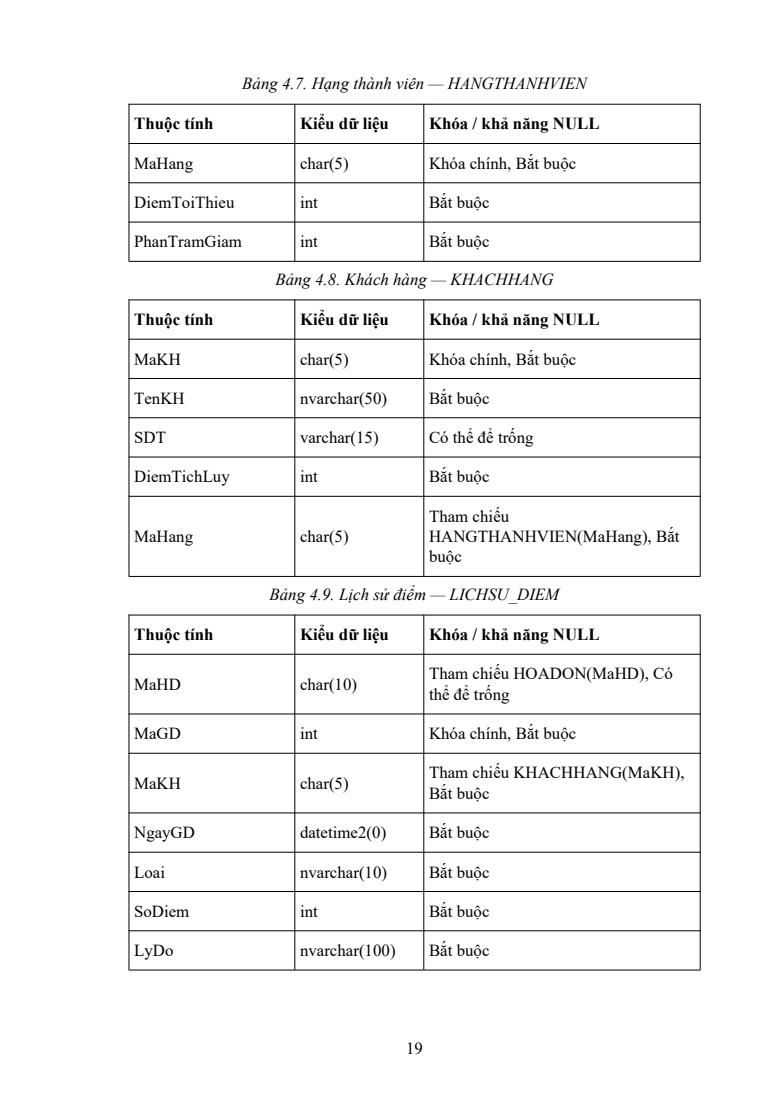 Bảng 4.7. Hạng thành viên — HANGTHANHVIEN
Thuộc tính Kiểu dữ liệu Khóa / khả năng NULL
MaHang char(5) Khóa chính, Bắt buộc
DiemToiThieu int Bắt buộc
PhanTramGiam int Bắt buộc
Bảng 4.8. Khách hàng — KHACHHANG
Thuộc tính Kiểu dữ liệu Khóa / khả năng NULL
MaKH char(5) Khóa chính, Bắt buộc
TenKH nvarchar(50) Bắt buộc
SDT varchar(15) Có thể để trống
DiemTichLuy int Bắt buộc
MaHang char(5) Tham chiếu
HANGTHANHVIEN(MaHang), Bắt
buộc
Bảng 4.9. Lịch sử điểm — LICHSU_DIEM
Thuộc tính Kiểu dữ liệu Khóa / khả năng NULL
MaHD char(10) Tham chiếu HOADON(MaHD), Có
thể để trống
MaGD int Khóa chính, Bắt buộc
MaKH char(5) Tham chiếu KHACHHANG(MaKH),
Bắt buộc
NgayGD datetime2(0) Bắt buộc
Loai nvarchar(10) Bắt buộc
SoDiem int Bắt buộc
LyDo nvarchar(100) Bắt buộc
19